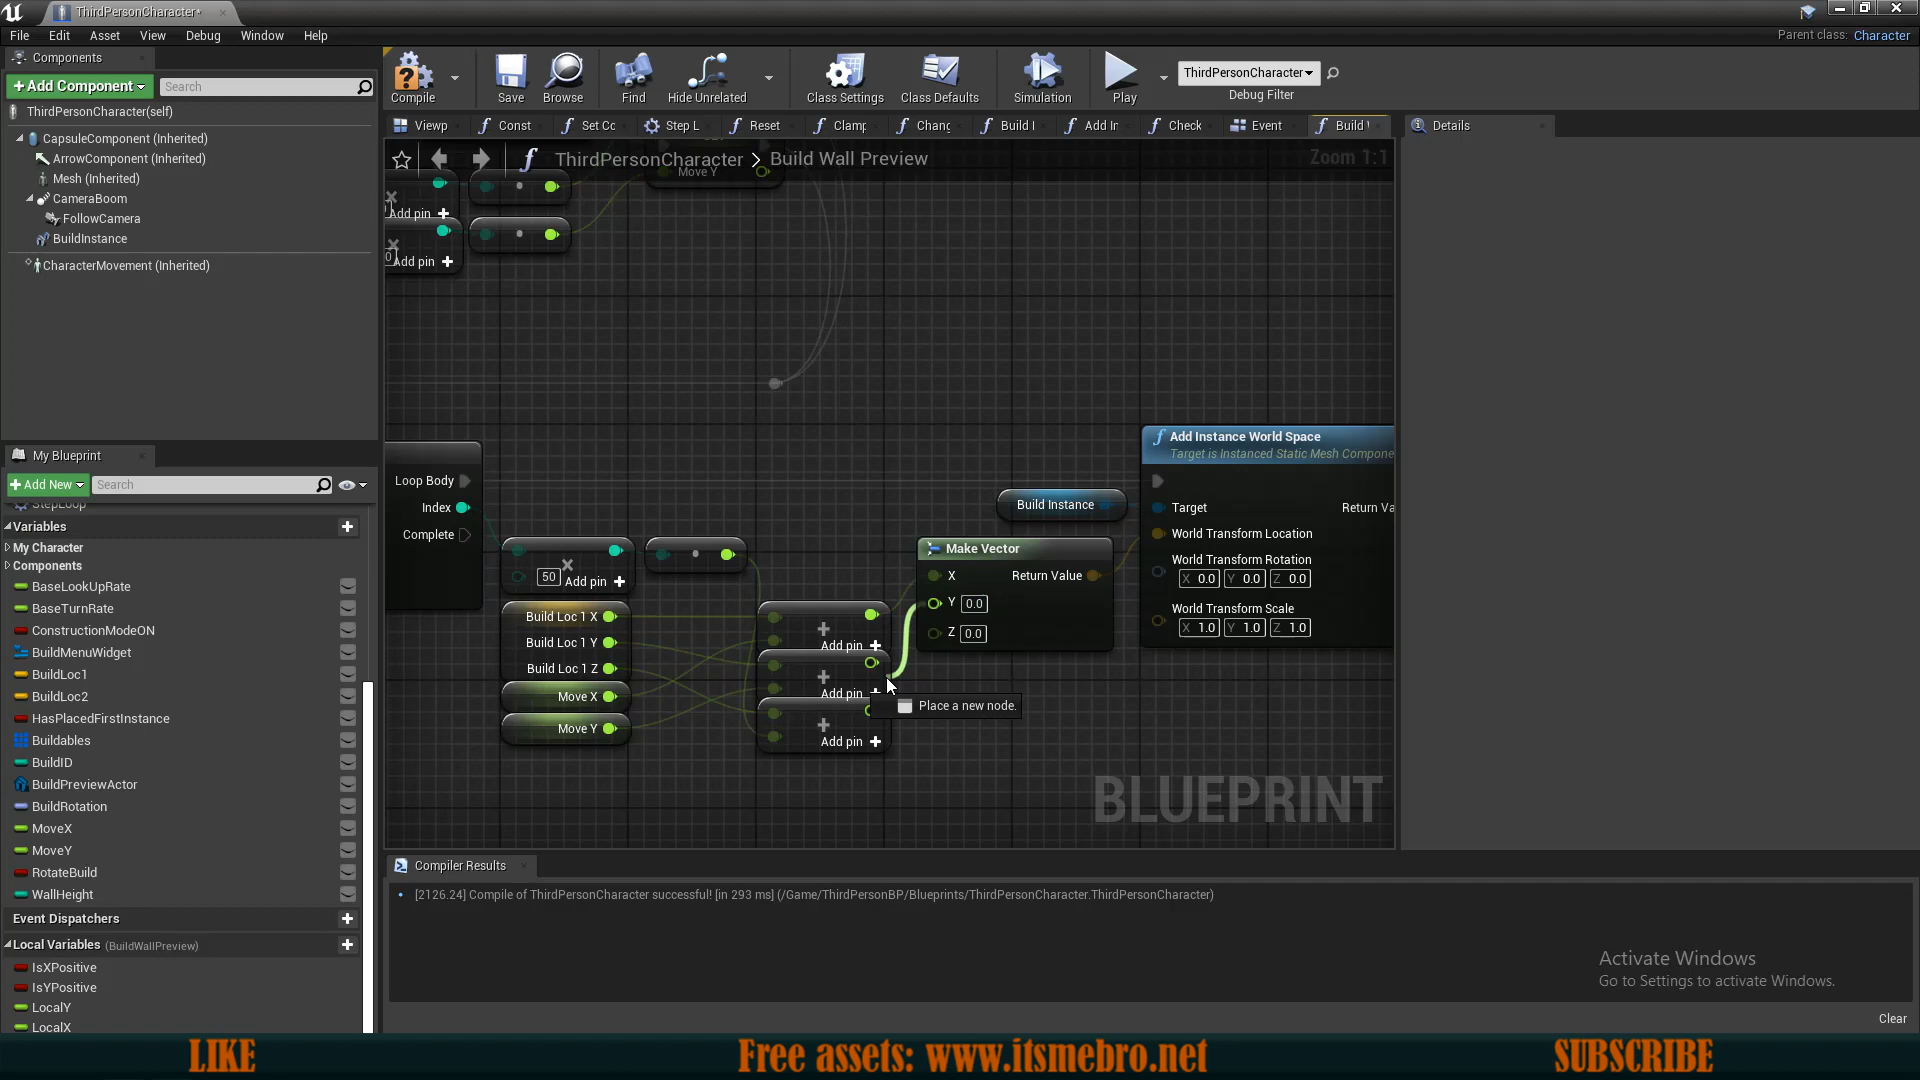 ThirdPersonCharacter*
File Edit Asset View Debug Window Help
Parent class: Character
Components
+Add Component
Search
ThirdPersonCharacter(self)
CapsuleComponent (Inherited)
ArrowComponent (Inherited)
Mesh (Inherited)
CameraBoom
FollowCamera
BuildInstance
CharacterMovement (Inherited)
Compile Save Browse Find Hide Unrelated Class Settings Class Defaults Simulation Play
ThirdPersonCharacter
Debug Filter
Viewp Const Set Co Step L Reset Clamp Chang Build I Add In Check Event Build
Details
ThirdPersonCharacter > Build Wall Preview
Zoom 1:1
Move Y
Add pin
Add pin
Loop Body
Index
Complete
50 Add pin
Build Loc 1 X
Build Loc 1 Y
Build Loc 1 Z
Move X
Move Y
Add pin
Add pin
Add pin
Make Vector
X Return Value
Y 0.0
Z 0.0
Place a new node.
Build Instance
Add Instance World Space
Target is Instanced Static Mesh Compone
Target Return Va
World Transform Location
World Transform Rotation
X 0.0 Y 0.0 Z 0.0
World Transform Scale
X 1.0 Y 1.0 Z 1.0
BLUEPRINT
My Blueprint
+Add New
Search
StepLoop
Variables
My Character
Components
BaseLookUpRate
BaseTurnRate
ConstructionModeON
BuildMenuWidget
BuildLoc1
BuildLoc2
HasPlacedFirstInstance
Buildables
BuildID
BuildPreviewActor
BuildRotation
MoveX
MoveY
RotateBuild
WallHeight
Event Dispatchers
Local Variables (BuildWallPreview)
IsXPositive
IsYPositive
LocalY
LocalX
Compiler Results
[2126.24] Compile of ThirdPersonCharacter successful! [in 293 ms] (/Game/ThirdPersonBP/Blueprints/ThirdPersonCharacter.ThirdPersonCharacter)
Activate Windows
Go to Settings to activate Windows.
Clear
LIKE
Free assets: www.itsmebro.net
SUBSCRIBE